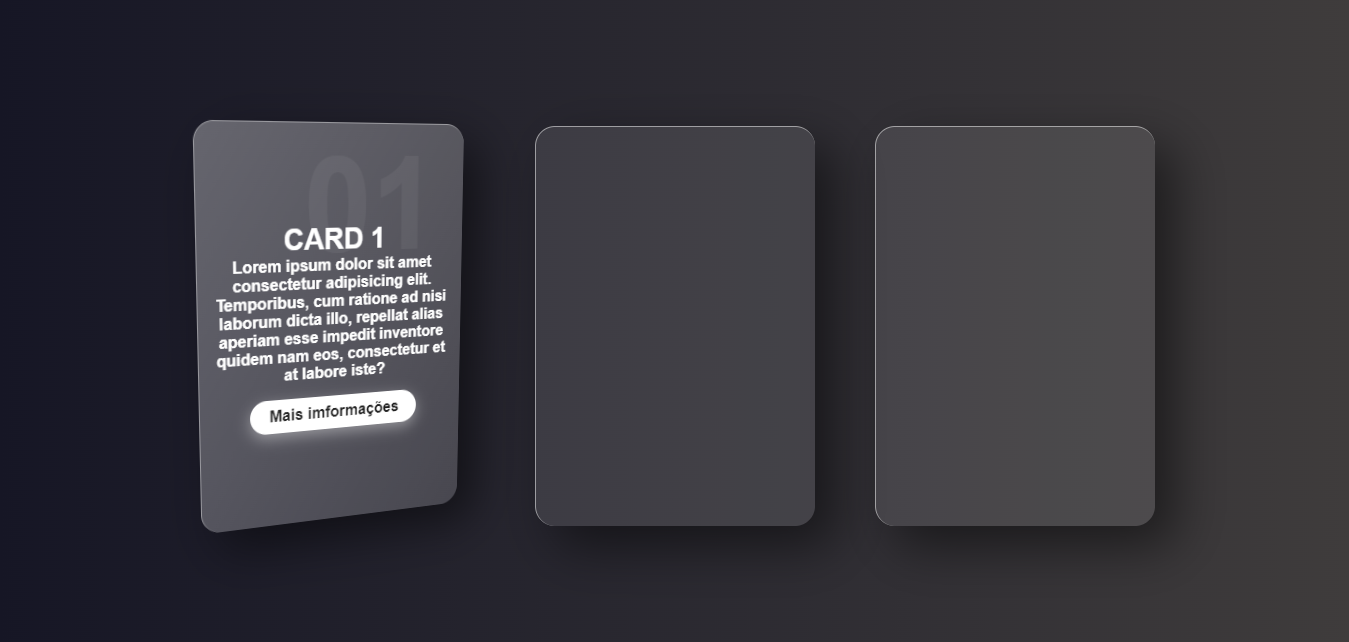 01
CARD 1
Lorem ipsum dolor sit amet
consectetur adipisicing elit.
Temporibus, cum ratione ad nisi
laborum dicta illo, repellat alias
aperiam esse impedit inventore
quidem nam eos, consectetur et
at labore iste?
Mais imformações